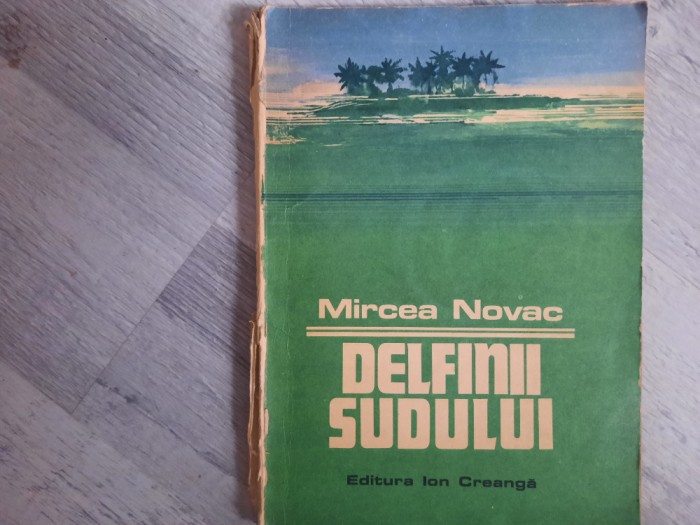 Mircea Novac
DELFINII
SUDULUI
Editura Ion Creangă